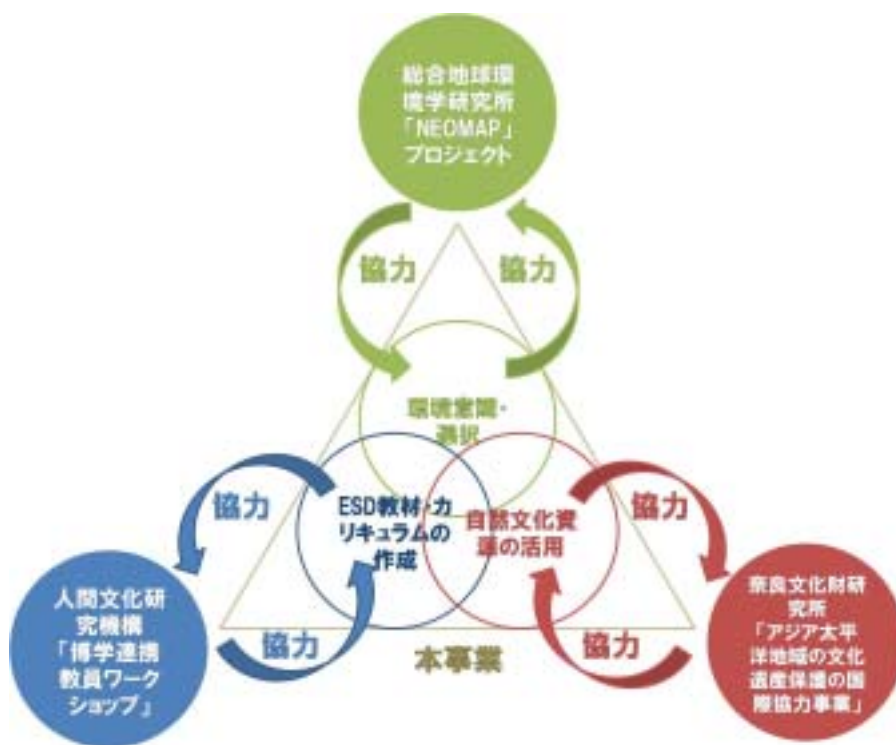 総合地球環
境学研究所
「NEOMAP」
プロジェクト
協力
協力
環境
選択
協力
ESD教材・カ
リキュラムの
作成
自然文化資
源の活用
協力
人間文化研
究機構
「博学連携
教員ワーク
ショップ」
協力
本事業
協力
奈良文化財研
究所
「アジア太平
洋地域の文化
遺産保護の国
際協力事業」